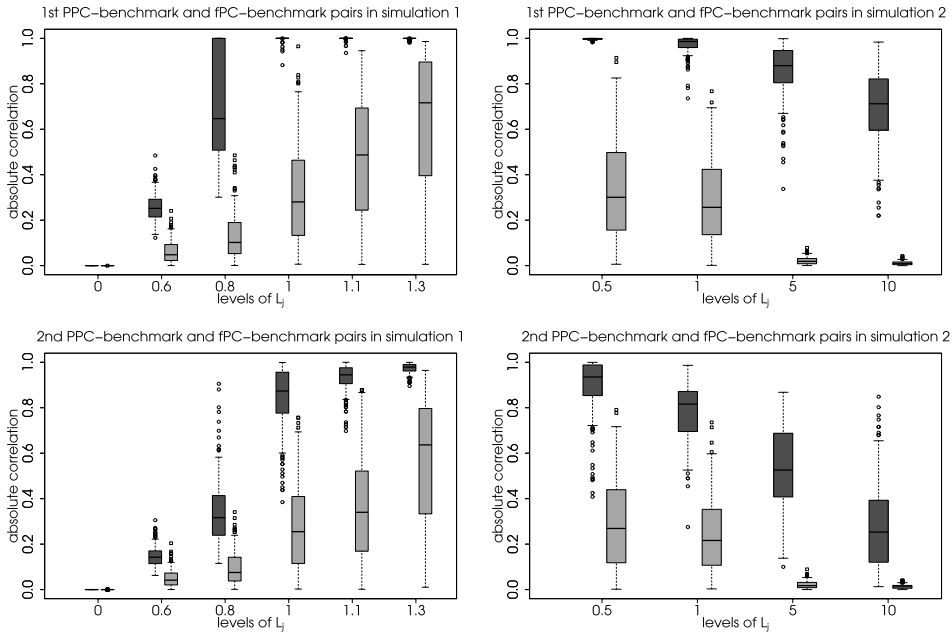 1st PPC-benchmark and fPC-benchmark pairs in simulation 1
absolute correlation
1.0
0.8
0.6
0.4
0.2
0.0
0 0.6 0.8 1 1.1 1.3
levels of Lj
1st PPC-benchmark and fPC-benchmark pairs in simulation 2
absolute correlation
1.0
0.8
0.6
0.4
0.2
0.0
0.5 1 5 10
levels of Lj
2nd PPC-benchmark and fPC-benchmark pairs in simulation 1
absolute correlation
1.0
0.8
0.6
0.4
0.2
0.0
0 0.6 0.8 1 1.1 1.3
levels of Lj
2nd PPC-benchmark and fPC-benchmark pairs in simulation 2
absolute correlation
1.0
0.8
0.6
0.4
0.2
0.0
0.5 1 5 10
levels of Lj